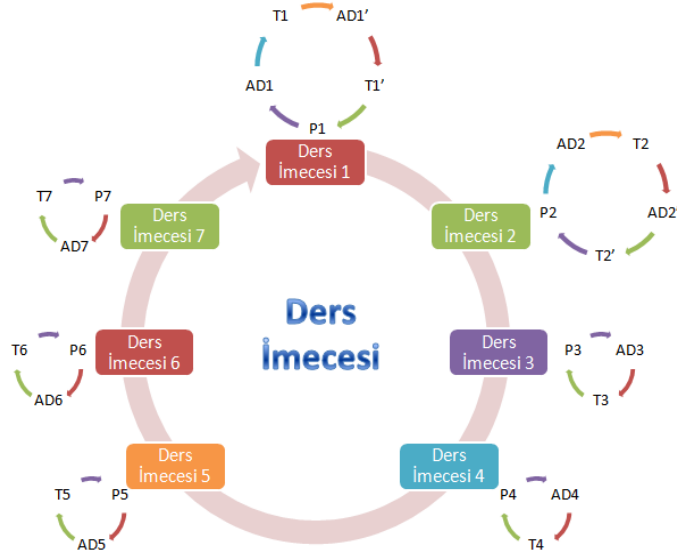 T1 AD1’
AD1 T1’
P1
Ders
İmecesi 1
AD2 T2
P2 AD2’
T2’
Ders
İmecesi 2
P3 AD3
T3
Ders
İmecesi 3
P4 AD4
T4
Ders
İmecesi 4
T5 P5
AD5
Ders
İmecesi 5
T6 P6
AD6
Ders
İmecesi 6
T7 P7
AD7
Ders
İmecesi 7
Ders
İmecesi